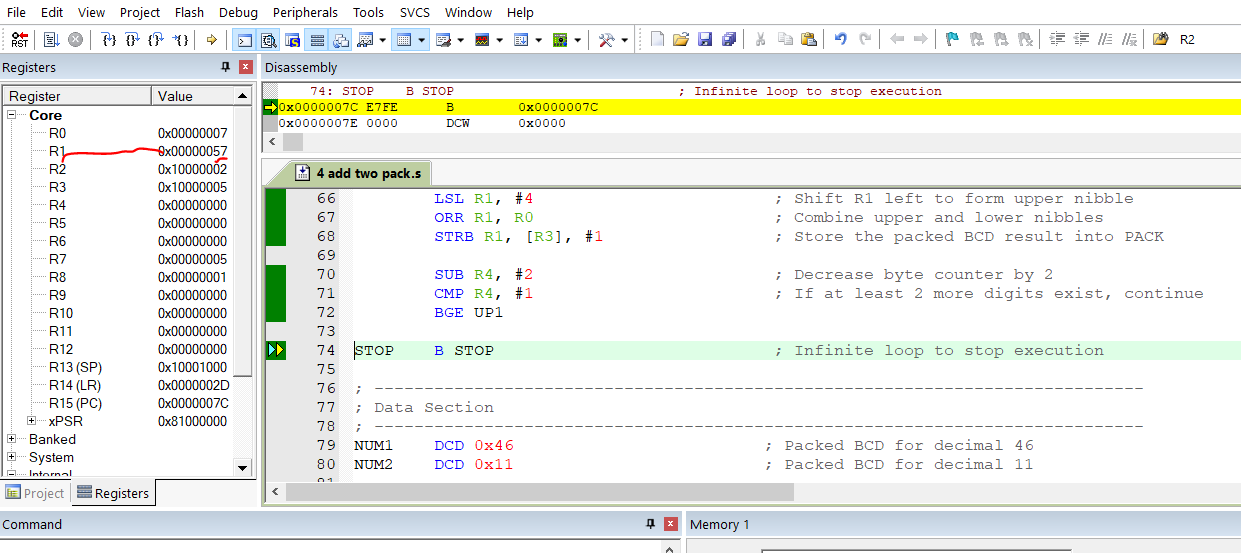 File Edit View Project Flash Debug Peripherals Tools SVCS Window Help
RST R2
Registers
Register Value
Core
R0 0x00000007
R1 0x00000057
R2 0x10000002
R3 0x10000005
R4 0x00000000
R5 0x00000000
R6 0x00000000
R7 0x00000005
R8 0x00000001
R9 0x00000000
R10 0x00000000
R11 0x00000000
R12 0x00000000
R13 (SP) 0x10001000
R14 (LR) 0x0000002D
R15 (PC) 0x0000007C
xPSR 0x81000000
Banked
System
Internal
Project Registers
Disassembly
74: STOP B STOP ; Infinite loop to stop execution
0x0000007C E7FE B 0x0000007C
0x0000007E 0000 DCW 0x0000
4 add two pack.s
66 LSL R1, #4 ; Shift R1 left to form upper nibble
67 ORR R1, R0 ; Combine upper and lower nibbles
68 STRB R1, [R3], #1 ; Store the packed BCD result into PACK
69
70 SUB R4, #2 ; Decrease byte counter by 2
71 CMP R4, #1 ; If at least 2 more digits exist, continue
72 BGE UP1
73
74 STOP B STOP ; Infinite loop to stop execution
75
76 ; -----------------------------------------------------------------------------
77 ; Data Section
78 ; -----------------------------------------------------------------------------
79 NUM1 DCD 0x46 ; Packed BCD for decimal 46
80 NUM2 DCD 0x11 ; Packed BCD for decimal 11
Command
Memory 1